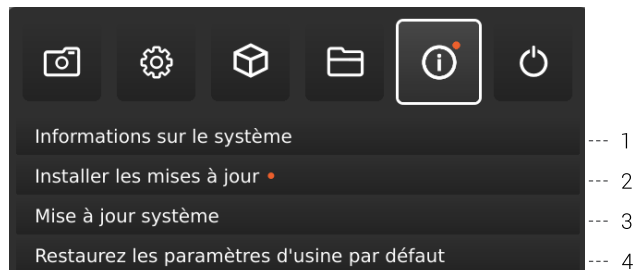 Informations sur le système --- 1
Installer les mises à jour • --- 2
Mise à jour système --- 3
Restaurez les paramètres d'usine par défaut --- 4